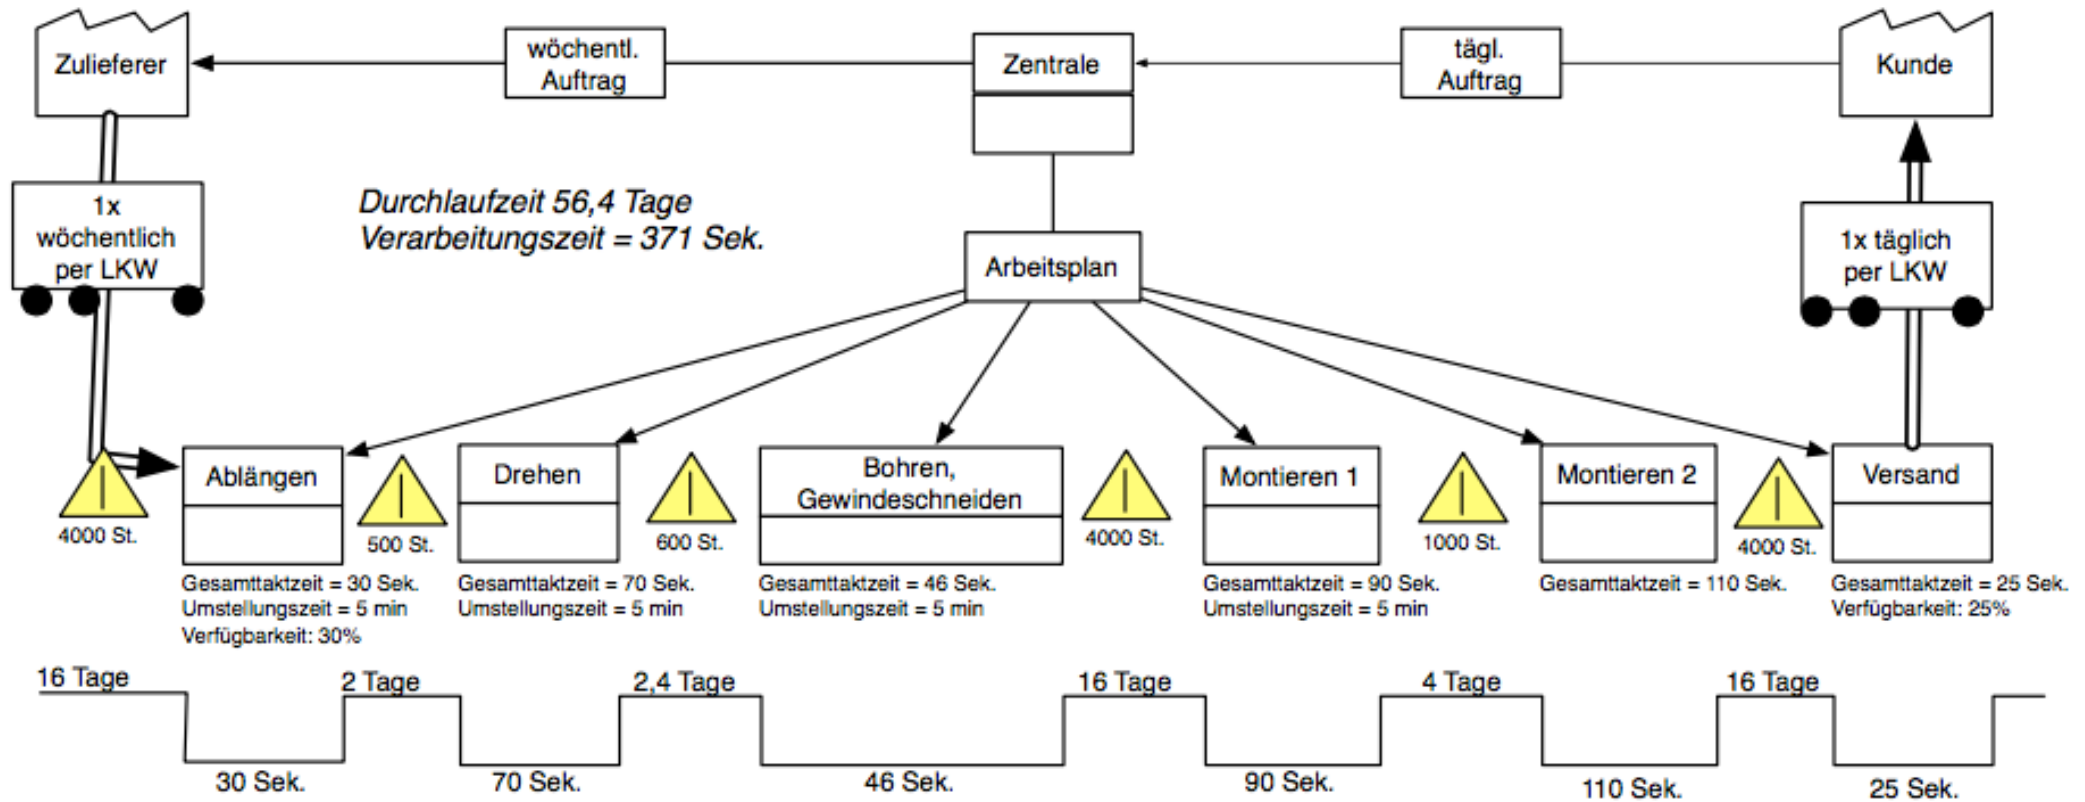 Zulieferer
wöchentl.
Auftrag
Zentrale
tägl.
Auftrag
Kunde
1x
wöchentlich
per LKW
Durchlaufzeit 56,4 Tage
Verarbeitungszeit = 371 Sek.
Arbeitsplan
1x täglich
per LKW
4000 St.
Ablängen
500 St.
Drehen
600 St.
Bohren,
Gewindeschneiden
4000 St.
Montieren 1
1000 St.
Montieren 2
4000 St.
Versand
Gesamttaktzeit = 30 Sek.
Umstellungszeit = 5 min
Verfügbarkeit: 30%
Gesamttaktzeit = 70 Sek.
Umstellungszeit = 5 min
Gesamttaktzeit = 46 Sek.
Umstellungszeit = 5 min
Gesamttaktzeit = 90 Sek.
Umstellungszeit = 5 min
Gesamttaktzeit = 110 Sek.
Gesamttaktzeit = 25 Sek.
Verfügbarkeit: 25%
16 Tage
2 Tage
2,4 Tage
16 Tage
4 Tage
16 Tage
30 Sek.
70 Sek.
46 Sek.
90 Sek.
110 Sek.
25 Sek.